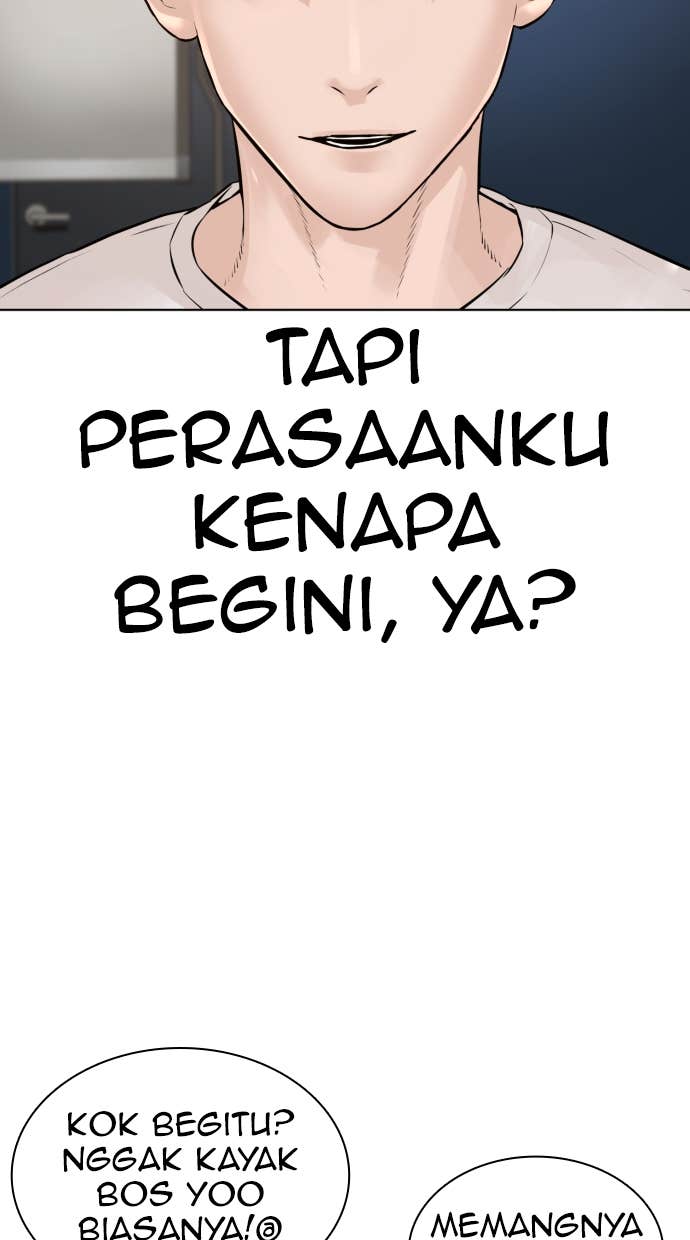 TAPI
PERASAANKU
KENAPA
BEGINI, YA?
KOK BEGITU?
NGGAK KAYAK
BOS YOO
BIASANYA!@
MEMANGNYA